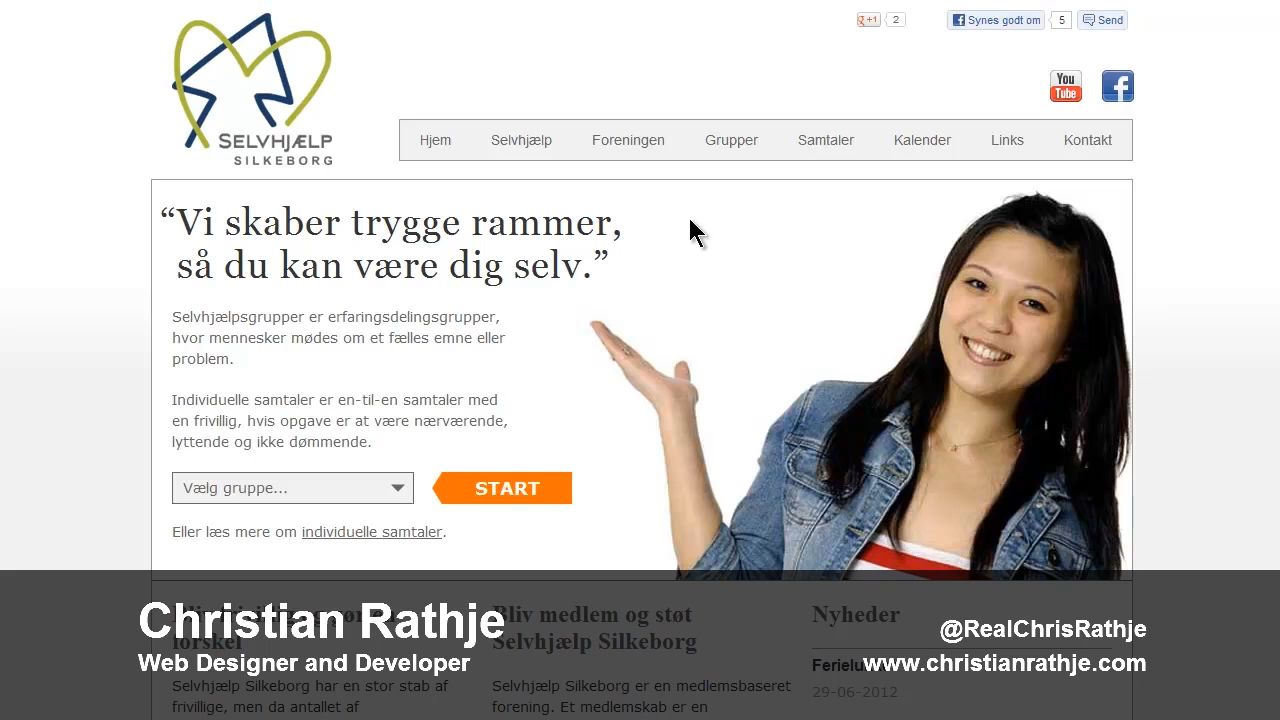 +1
2
Synes godt om
5
Send
You
Tube
SELVHJÆLP
SILKEBORG
Hjem
Selvhjælp
Foreningen
Grupper
Samtaler
Kalender
Links
Kontakt
“Vi skaber trygge rammer,
så du kan være dig selv.”
Selvhjælpsgrupper er erfaringsdelingsgrupper,
hvor mennesker mødes om et fælles emne eller
problem.
Individuelle samtaler er en-til-en samtaler med
en frivillig, hvis opgave er at være nærværende,
lyttende og ikke dømmende.
Vælg gruppe...
START
Eller læs mere om individuelle samtaler.
forskel
Selvhjælp Silkeborg har en stor stab af
frivillige, men da antallet af
Bliv medlem og støt
Selvhjælp Silkeborg
Selvhjælp Silkeborg er en medlemsbaseret
forening. Et medlemskab er en
Nyheder
29-06-2012
Christian Rathje
Web Designer and Developer
@RealChrisRathje
www.christianrathje.com